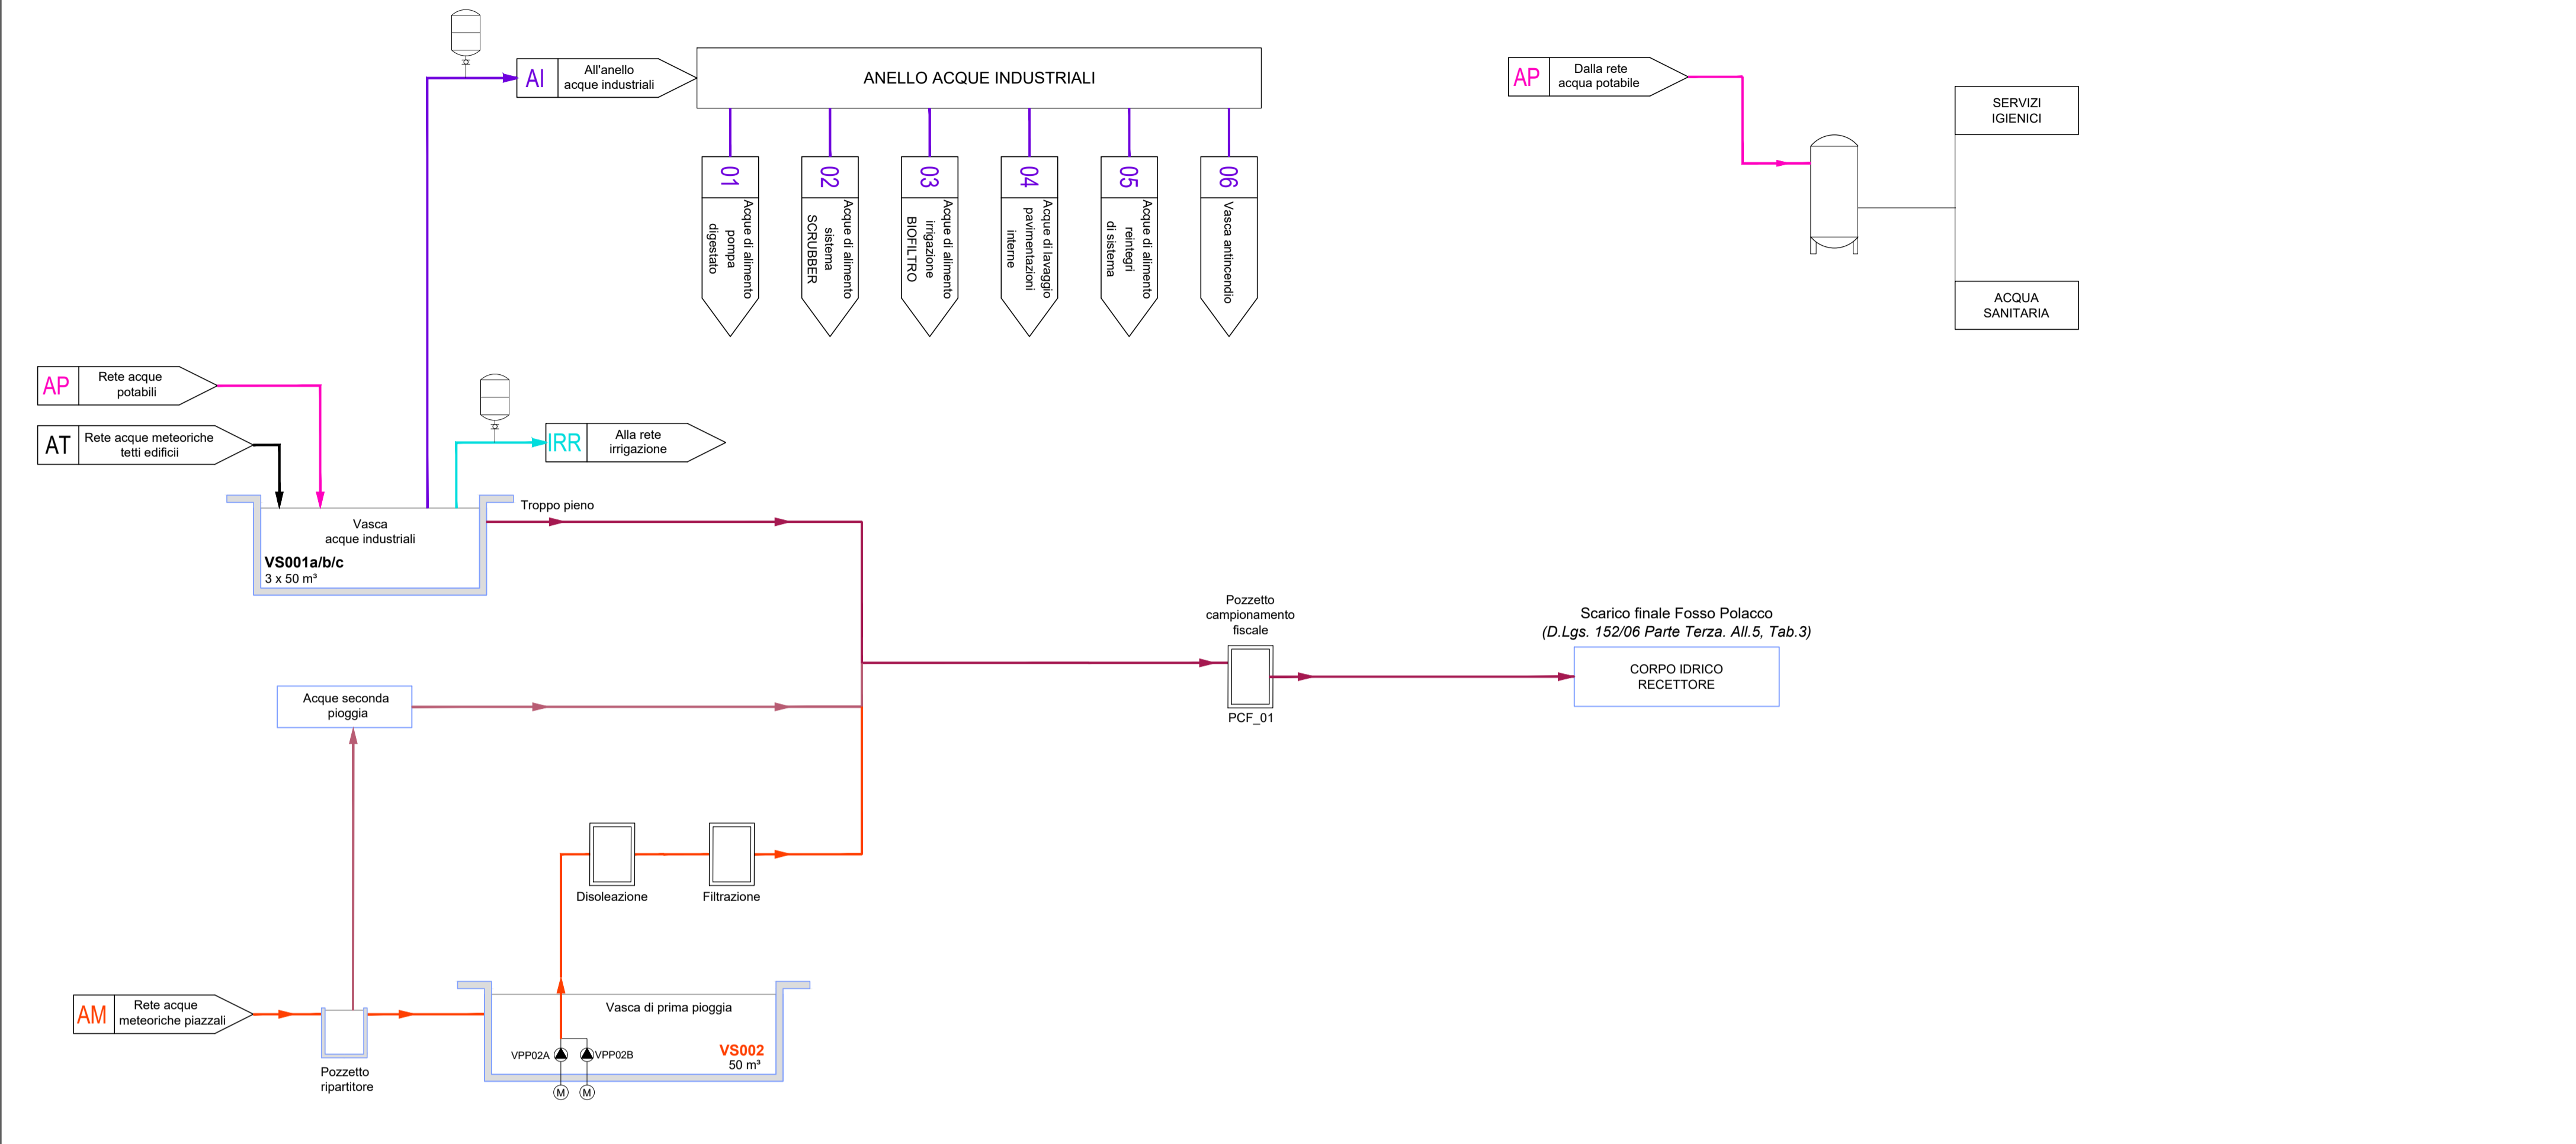 AI
All'anello
acque industriali
ANELLO ACQUE INDUSTRIALI
AP
Dalla rete
acqua potabile
SERVIZI
IGIENICI
ACQUA
SANITARIA
01
Acque di alimento
pompa
digestato
02
Acque di alimento
sistema
SCRUBBER
03
Acque di alimento
irrigazione
BIOFILTRO
04
Acque di lavaggio
pavimentazioni
interne
05
Acque di alimento
reintegri
di sistema
06
Vasca antincendio
AP
Rete acque
potabili
AT
Rete acque meteoriche
tetti edificii
IRR
Alla rete
irrigazione
Troppo pieno
Vasca
acque industriali
VS001a/b/c
3 x 50 m³
Pozzetto
campionamento
fiscale
PCF_01
Scarico finale Fosso Polacco
(D.Lgs. 152/06 Parte Terza. All.5, Tab.3)
CORPO IDRICO
RECETTORE
Acque seconda
pioggia
Disoleazione
Filtrazione
AM
Rete acque
meteoriche piazzali
Pozzetto
ripartitore
Vasca di prima pioggia
VPP02A
VPP02B
VS002
50 m³
M
M